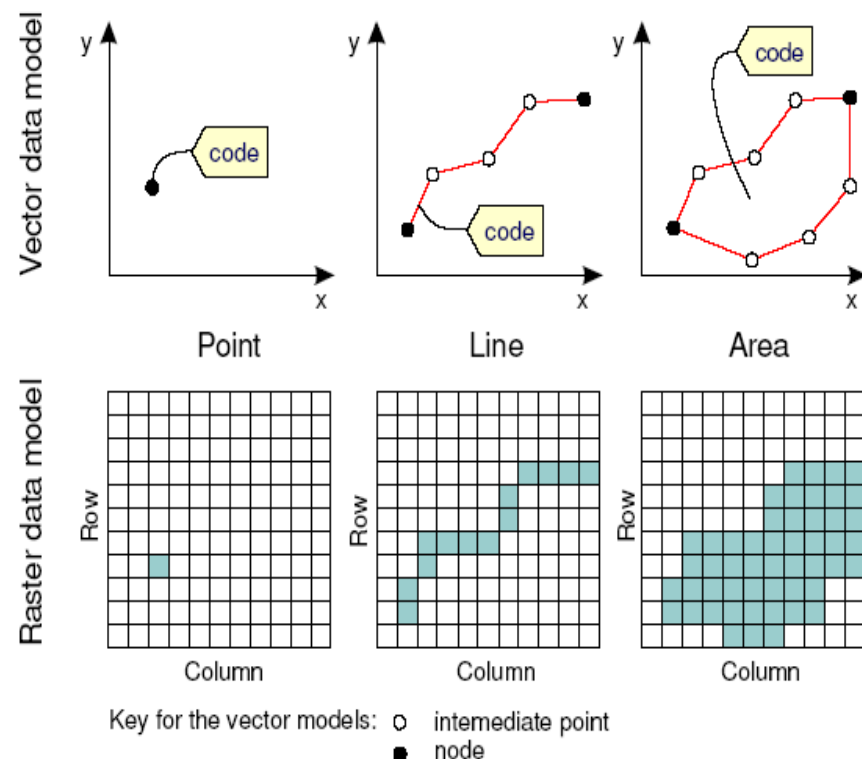 Vector data model
y
code
x
y
code
x
y
code
x
Point
Line
Area
Raster data model
Row
Column
Row
Column
Row
Column
Key for the vector models:
intemediate point
node